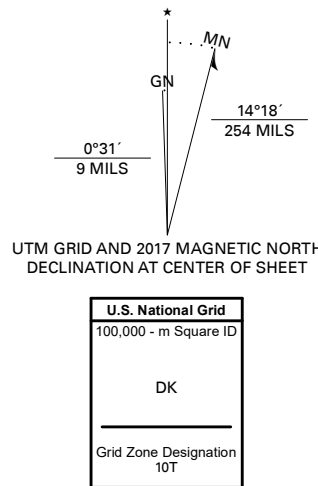 ★
MN
GN
0°31´
9 MILS
14°18´
254 MILS
UTM GRID AND 2017 MAGNETIC NORTH
DECLINATION AT CENTER OF SHEET
U.S. National Grid
100,000 - m Square ID
DK
Grid Zone Designation
10T